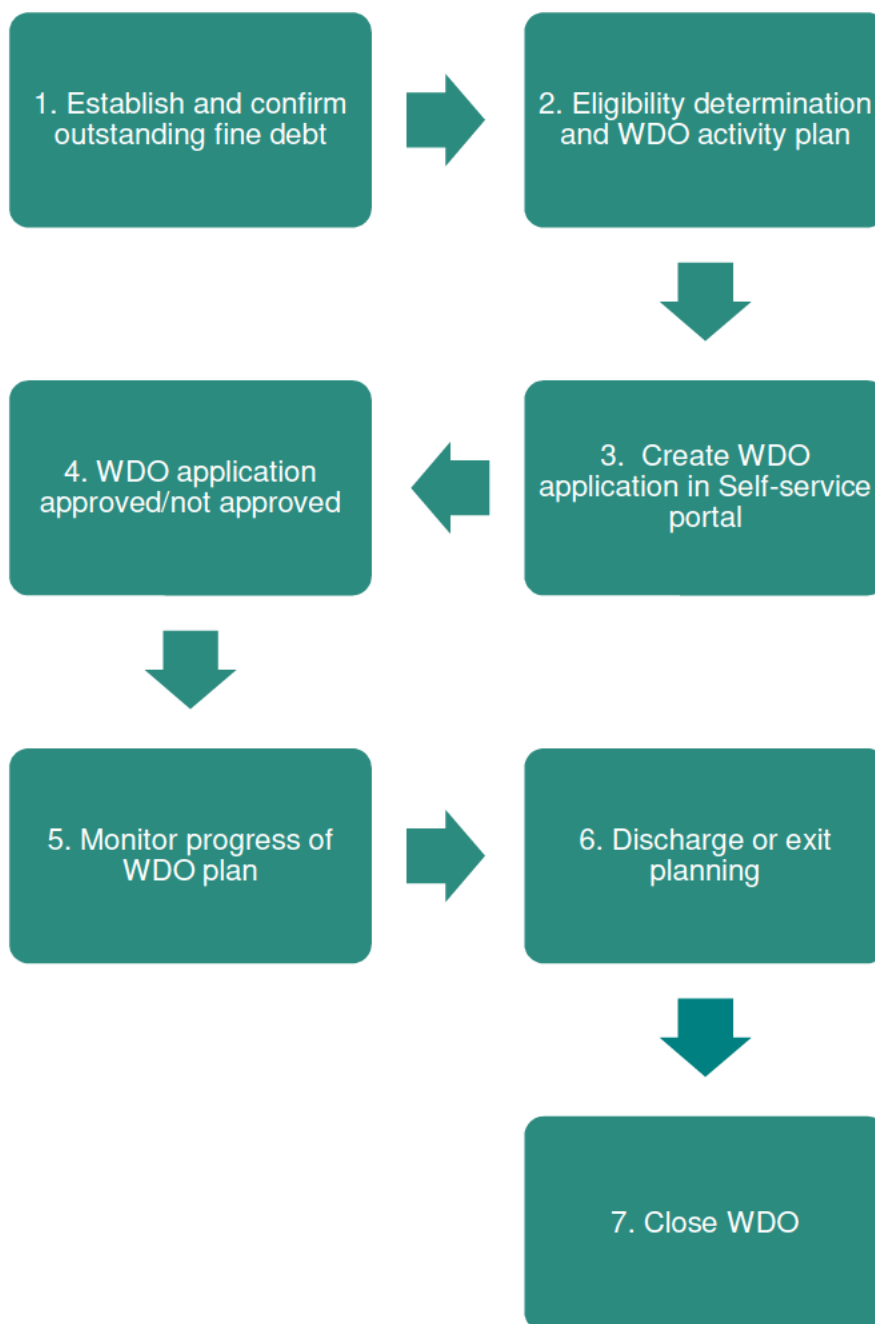 1. Establish and confirm
outstanding fine debt
2. Eligibility determination
and WDO activity plan
3. Create WDO
application in Self-service
portal
4. WDO application
approved/not approved
5. Monitor progress of
WDO plan
6. Discharge or exit
planning
7. Close WDO